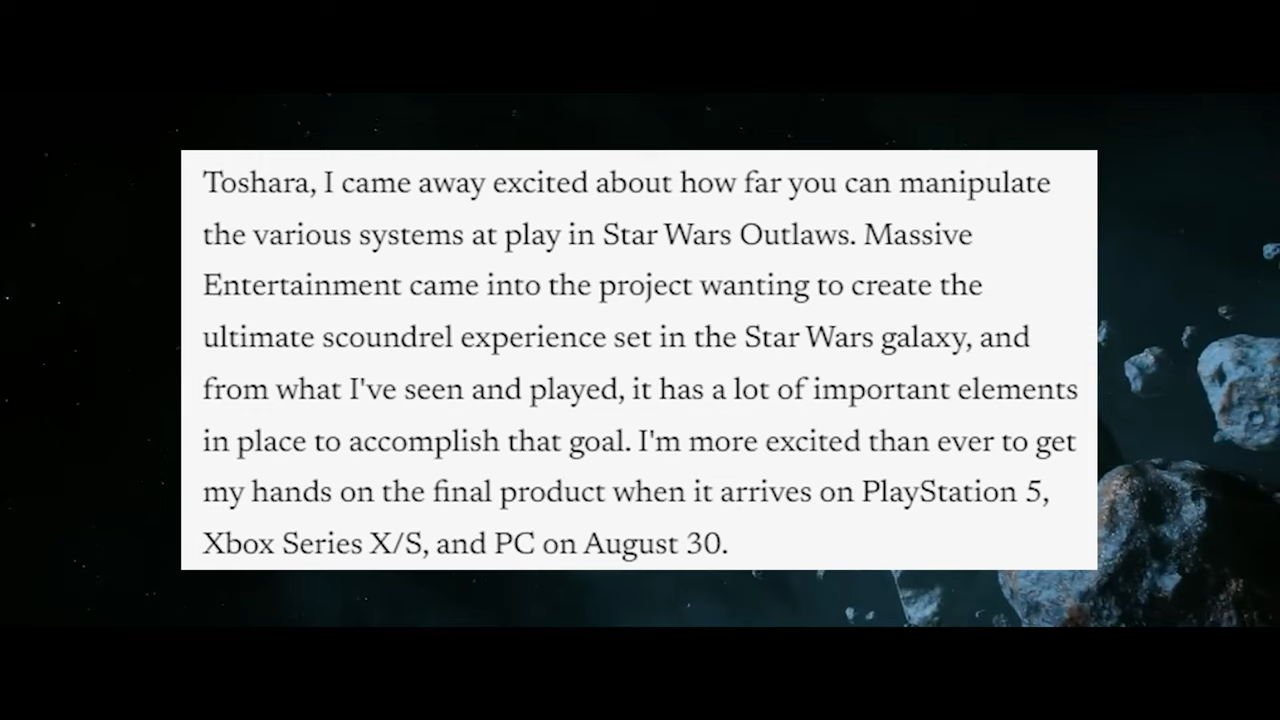 Toshara, I came away excited about how far you can manipulate
the various systems at play in Star Wars Outlaws. Massive
Entertainment came into the project wanting to create the
ultimate scoundrel experience set in the Star Wars galaxy, and
from what I've seen and played, it has a lot of important elements
in place to accomplish that goal. I'm more excited than ever to get
my hands on the final product when it arrives on PlayStation 5,
Xbox Series X/S, and PC on August 30.